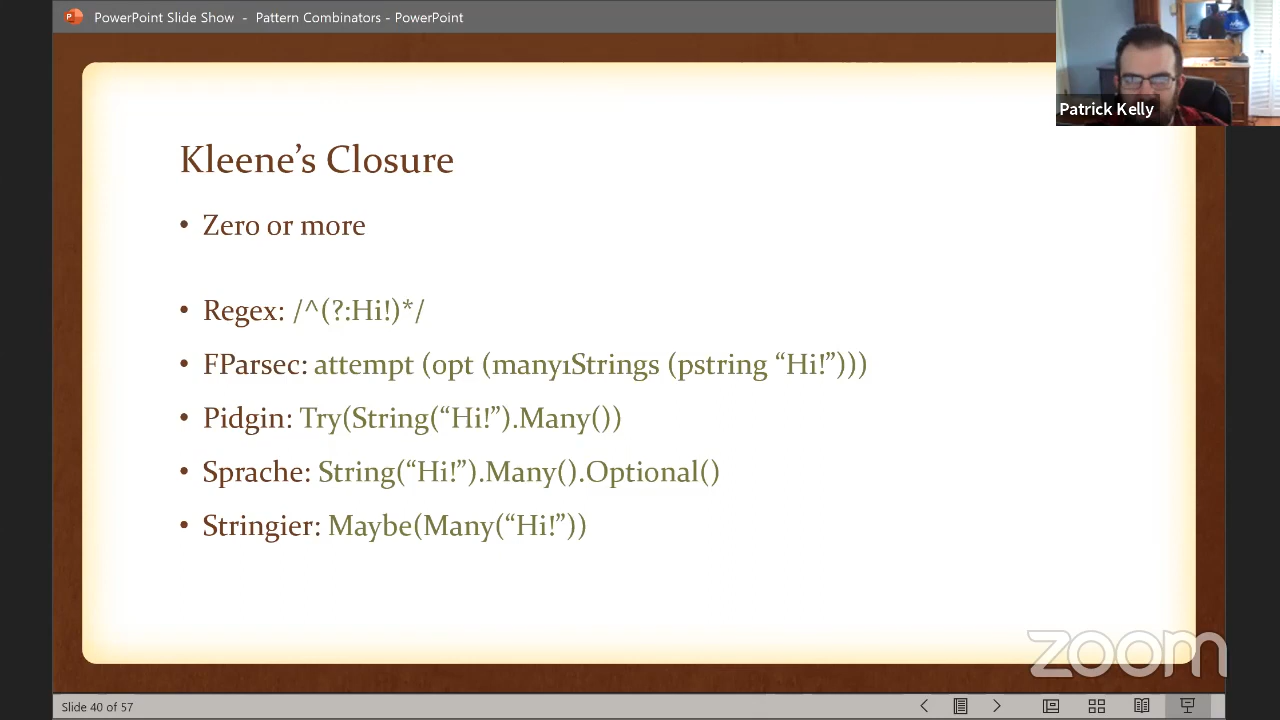 PowerPoint Slide Show - Pattern Combinators - PowerPoint
Patrick Kelly
Kleene’s Closure
• Zero or more
• Regex: /^(?:Hi!)*/
• FParsec: attempt (opt (many1Strings (pstring “Hi!”)))
• Pidgin: Try(String(“Hi!”).Many())
• Sprache: String(“Hi!”).Many().Optional()
• Stringier: Maybe(Many(“Hi!”))
zoom
Slide 40 of 57